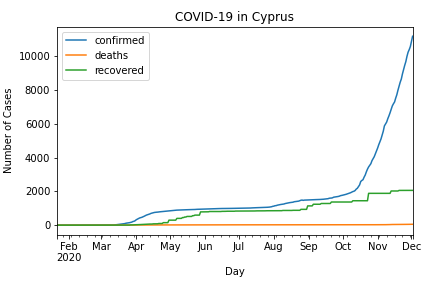 COVID-19 in Cyprus
confirmed
deaths
recovered
Number of Cases
10000
8000
6000
4000
2000
0
Feb Mar Apr May Jun Jul Aug Sep Oct Nov Dec
2020
Day